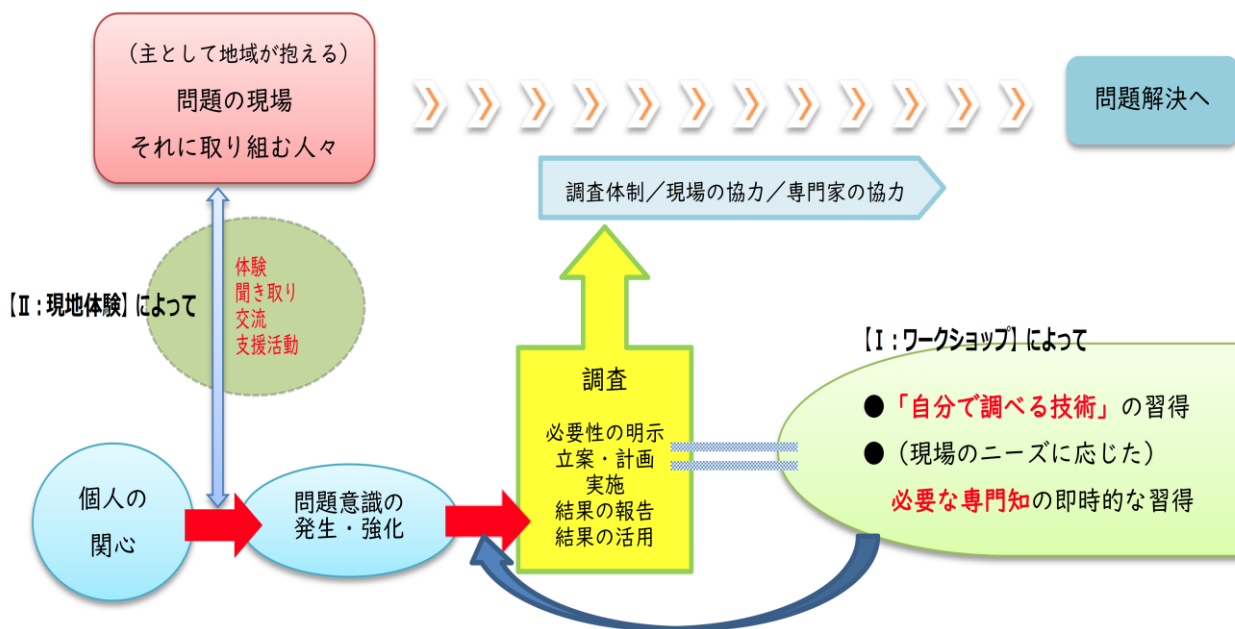 （主として地域が抱える）
問題の現場
それに取り組む人々
問題解決へ
調査体制／現場の協力／専門家の協力
【Ⅱ：現地体験】によって
体験
聞き取り
交流
支援活動
個人の
関心
問題意識の
発生・強化
調査
必要性の明示
立案・計画
実施
結果の報告
結果の活用
【Ⅰ：ワークショップ】によって
●「自分で調べる技術」の習得
●（現場のニーズに応じた）
必要な専門知の即時的な習得